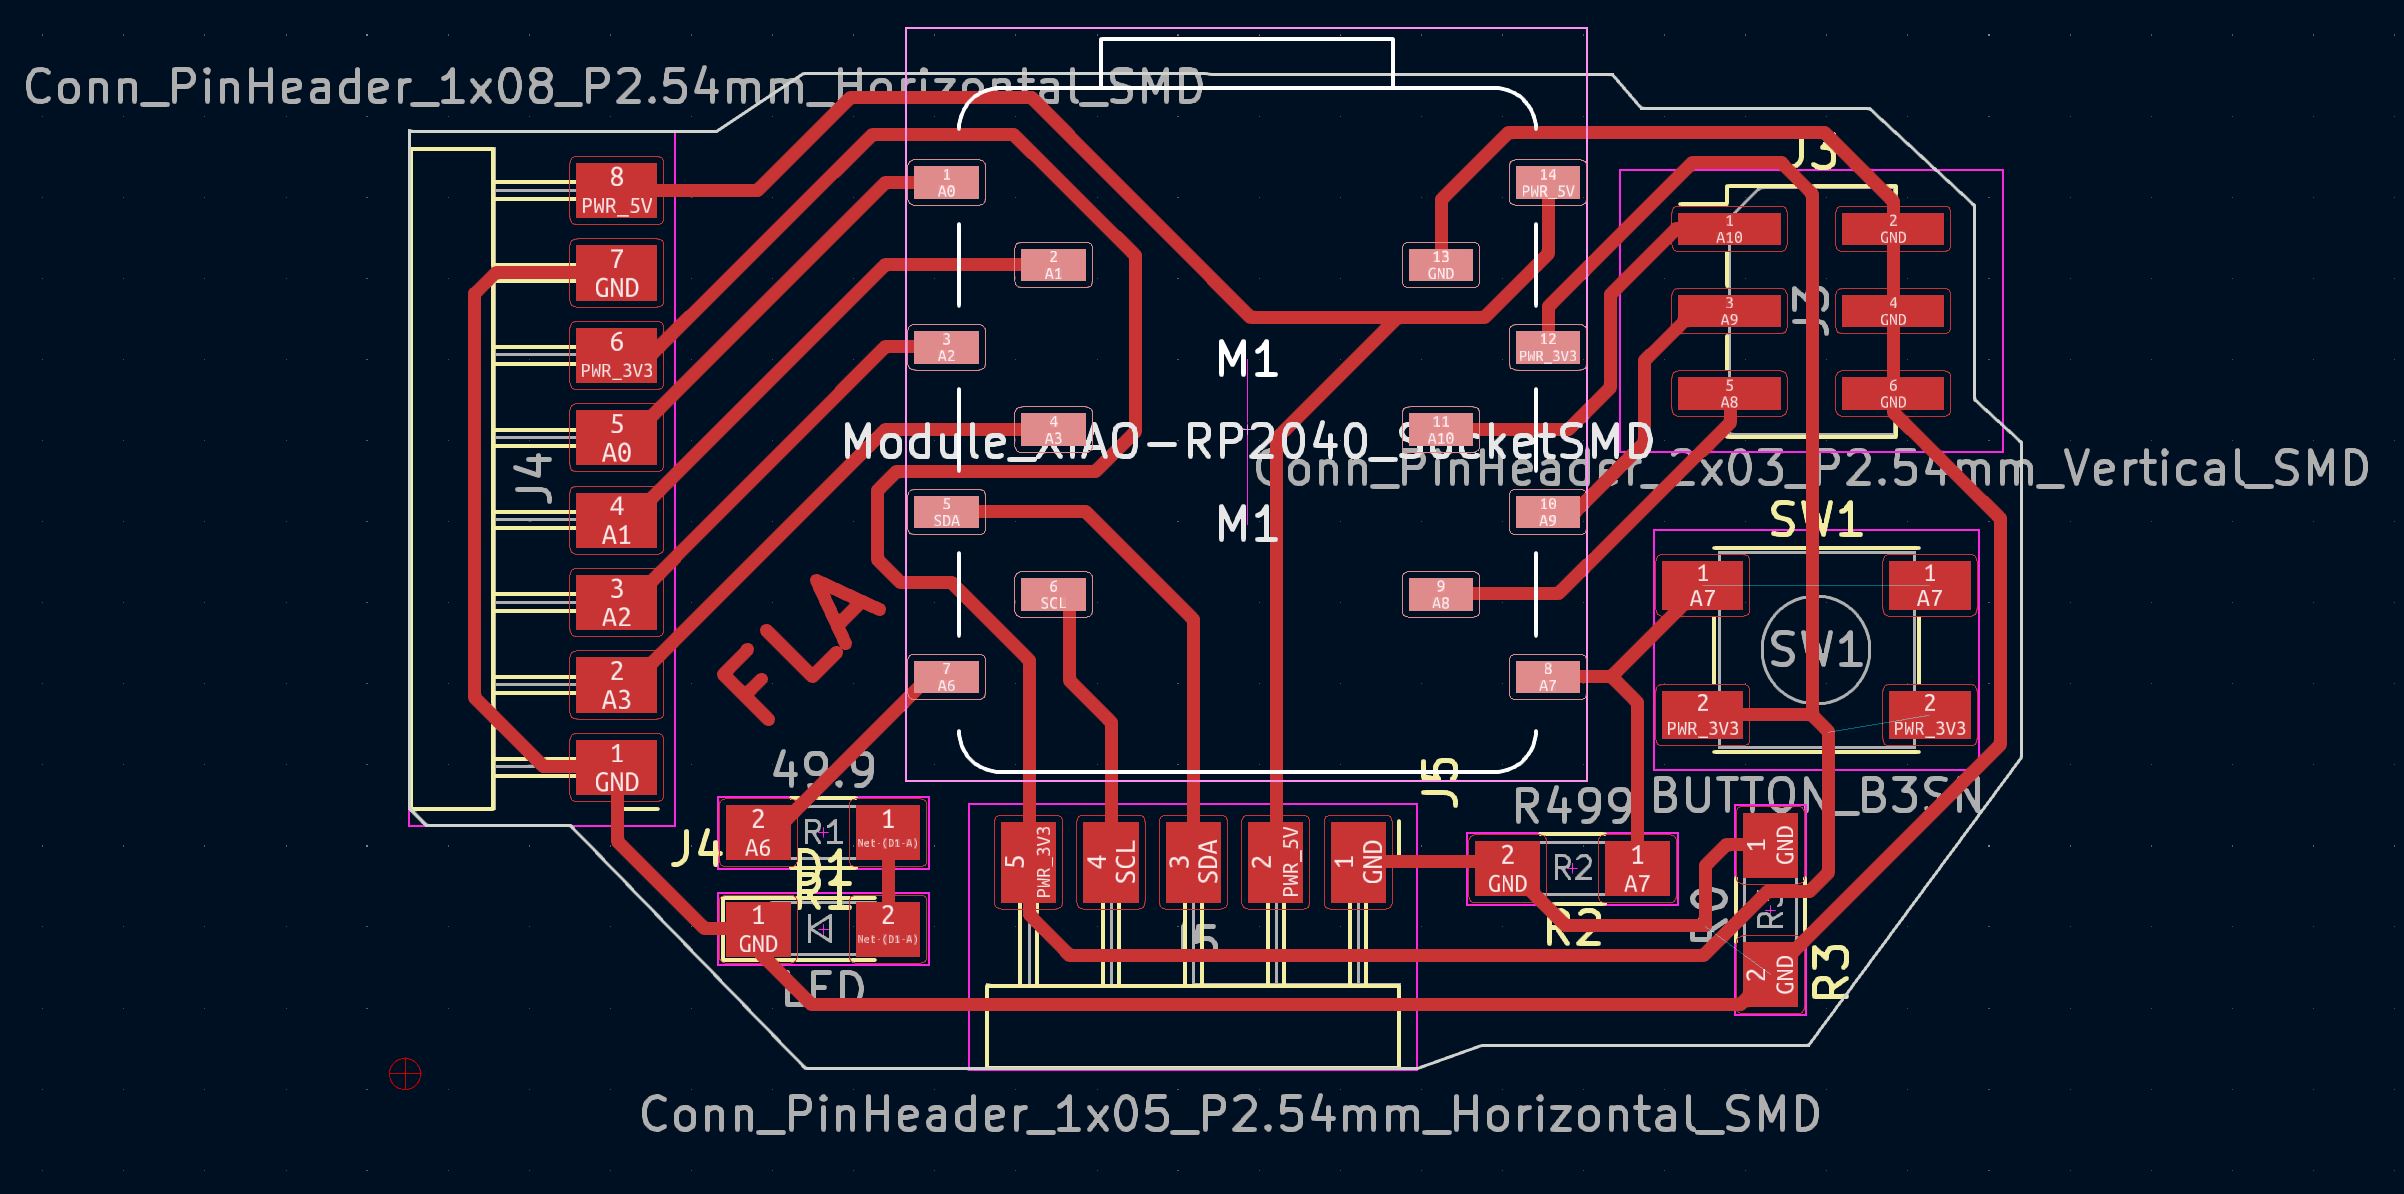 Conn_PinHeader_1x08_P2.54mm_Horizontal_SMD
8
PWR_5V
7
GND
6
PWR_3V3
5
A0
4
A1
3
A2
2
A3
1
GND
J4
J4
1
A0
2
A1
3
A2
4
A3
5
SDA
6
SCL
7
A6
14
PWR_5V
13
GND
12
PWR_3V3
11
A10
10
A9
9
A8
8
A7
M1
Module_XIAO-RP2040_SocketSMD
M1
J3
1
A10
2
GND
3
A9
4
GND
5
A8
6
GND
J3
Conn_PinHeader_2x03_P2.54mm_Vertical_SMD
SW1
1
A7
1
A7
SW1
2
PWR_3V3
2
PWR_3V3
BUTTON_B3SN
FLA
49.9
2
A6
R1
1
Net-(D1-A)
D1
R1
1
GND
2
Net-(D1-A)
LED
J5
5
PWR_3V3
4
SCL
3
SDA
2
PWR_5V
1
GND
J5
R499
2
GND
R2
1
A7
R2
1
GND
2
GND
R3
Conn_PinHeader_1x05_P2.54mm_Horizontal_SMD